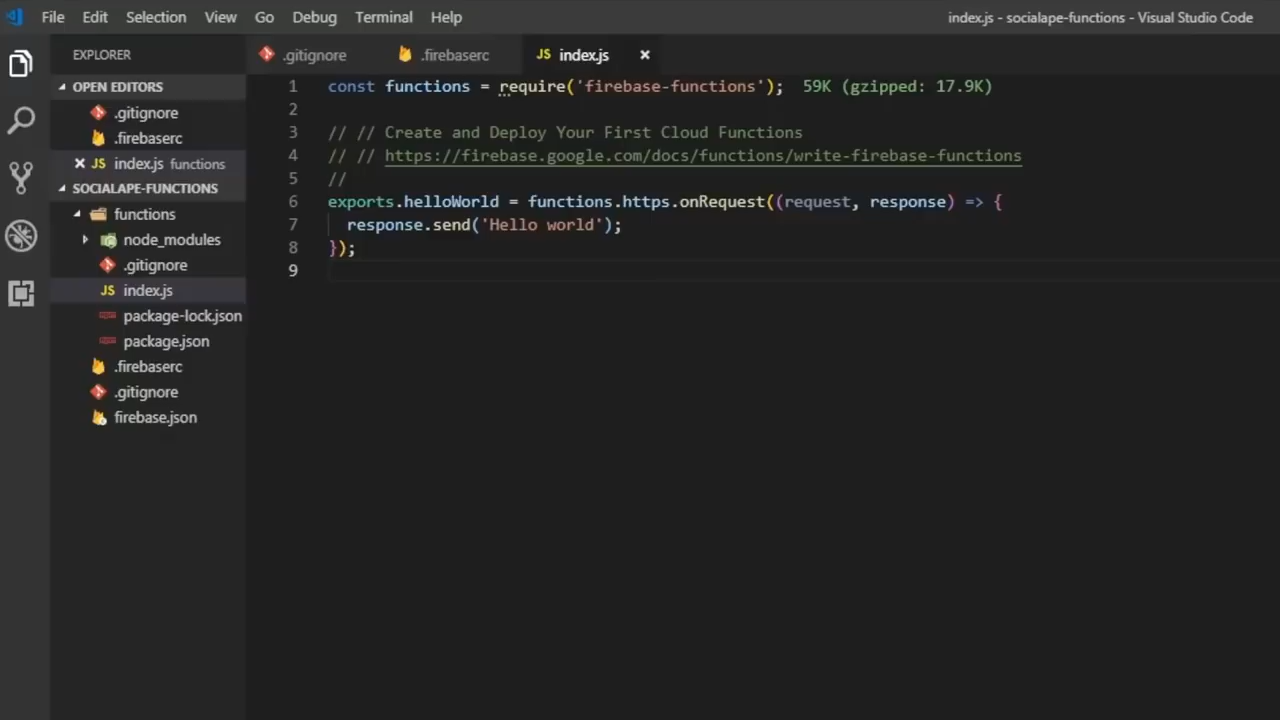 File Edit Selection View Go Debug Terminal Help
index.js - socialape-functions - Visual Studio Code
EXPLORER
OPEN EDITORS
.gitignore
.firebaserc
JS index.js functions
SOCIALAPE-FUNCTIONS
functions
node_modules
.gitignore
JS index.js
package-lock.json
package.json
.firebaserc
.gitignore
firebase.json
.gitignore .firebaserc JS index.js
1 const functions = require('firebase-functions'); 59K (gzipped: 17.9K)
2
3 // // Create and Deploy Your First Cloud Functions
4 // // https://firebase.google.com/docs/functions/write-firebase-functions
5 //
6 exports.helloWorld = functions.https.onRequest((request, response) => {
7 response.send('Hello world');
8 });
9